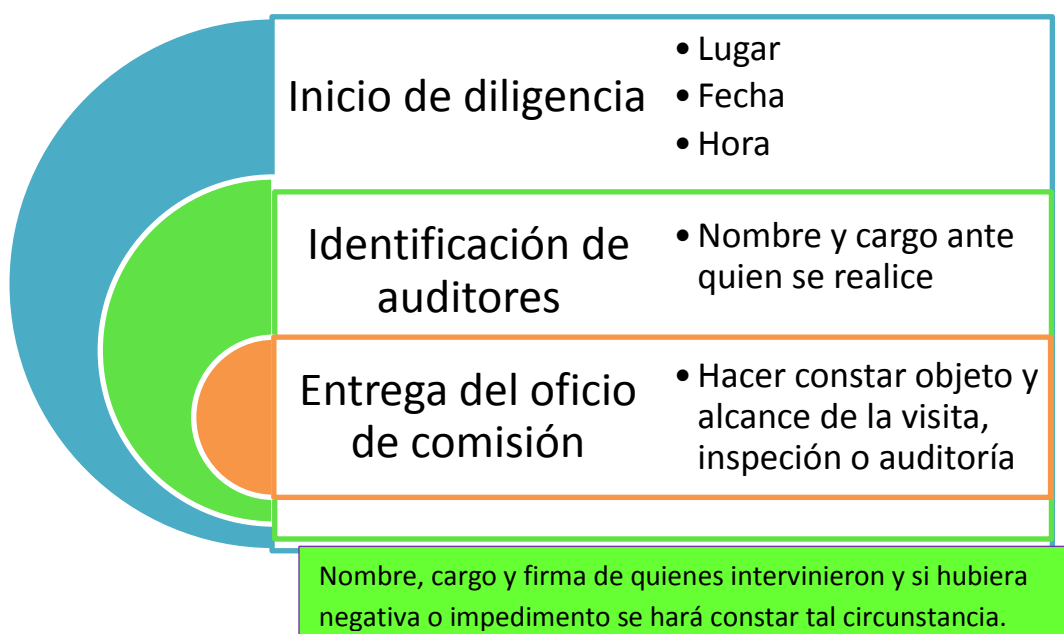 Inicio de diligencia
• Lugar
• Fecha
• Hora
Identificación de
auditores
• Nombre y cargo ante
quien se realice
Entrega del oficio
de comisión
• Hacer constar objeto y
alcance de la visita,
inspeción o auditoría
Nombre, cargo y firma de quienes intervinieron y si hubiera
negativa o impedimento se hará constar tal circunstancia.